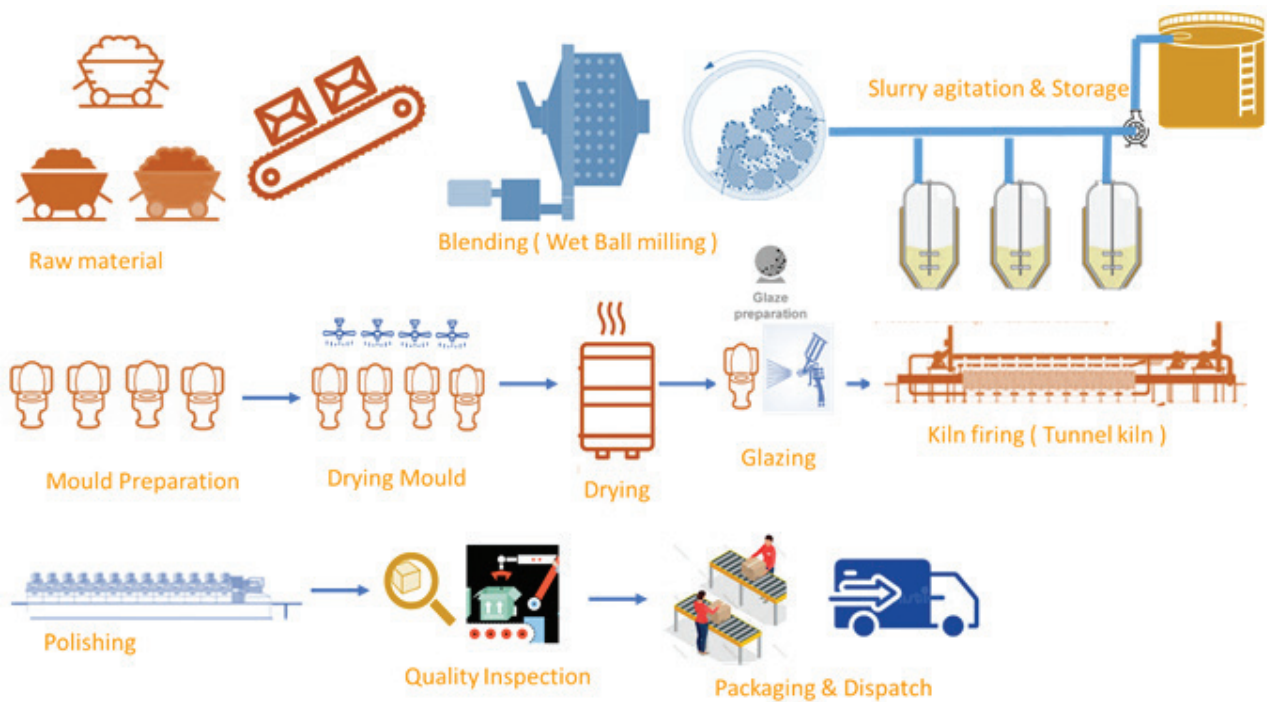 Slurry agitation & Storage
Blending ( Wet Ball milling )
Raw material
Glaze
preparation
Mould Preparation
Drying Mould
Drying
Glazing
Kiln firing ( Tunnel kiln )
Polishing
Quality Inspection
Packaging & Dispatch